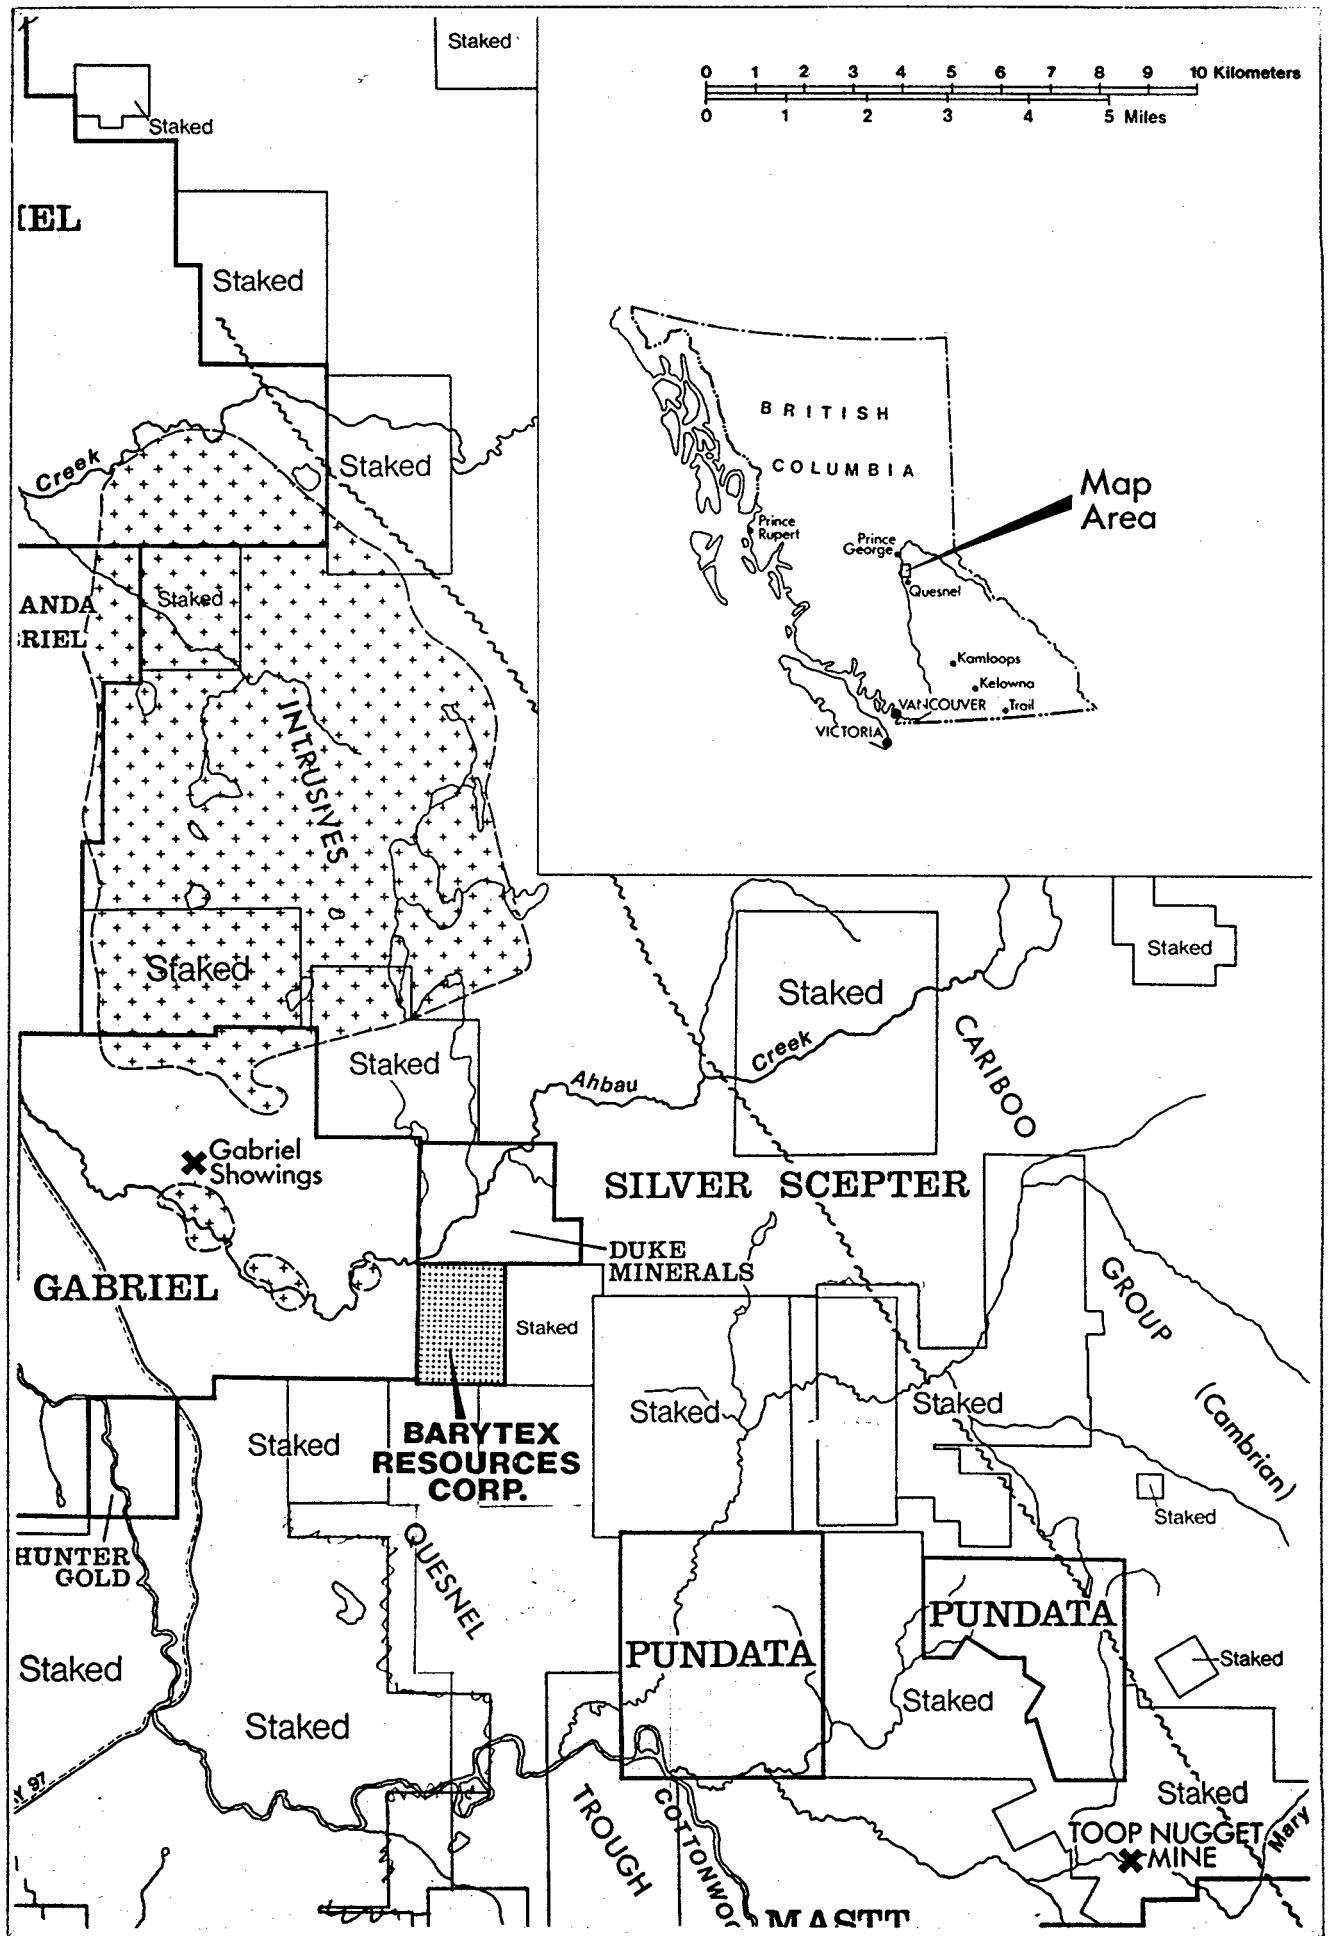 Staked
0 1 2 3 4 5 6 7 8 9 10 Kilometers
0 1 2 3 4 5 Miles
Staked
IEL
Staked
BRITISH
COLUMBIA
Creek
Staked
Map
Area
Prince
Rupert
Prince
George
Quesnel
ANDA
RIEL
Staked
Kamloops
Kelowna
VANCOUVER
Trail
VICTORIA
INTRUSIVES
Staked
Staked
Staked
Staked
Creek
Ahbau
CARIBOO
GROUP
(Cambrian)
Gabriel
Showings
SILVER SCEPTER
DUKE
MINERALS
GABRIEL
Staked
Staked
Staked
Staked
BARYTEX
RESOURCES
CORP.
Staked
HUNTER
GOLD
QUESNEL
TROUGH
PUNDATA
PUNDATA
Staked
Staked
Staked
Staked
97
Staked
COTTONWO
TOOP NUGGET
MINE
Mary
MASTT